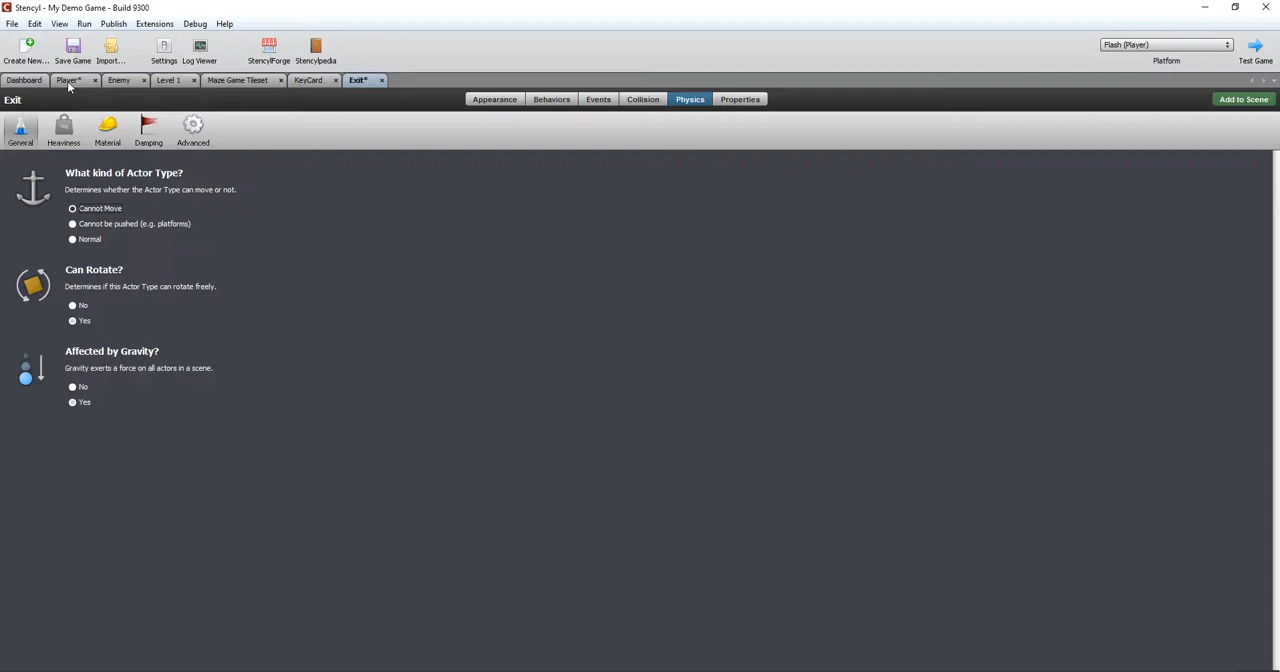 Stencyl - My Demo Game - Build 9300
File Edit View Run Publish Extensions Debug Help
Create New... Save Game Import... Settings Log Viewer StencylForge Stencylpedia Flash (Player) Platform Test Game
Dashboard Player* Enemy Level 1 Maze Game Tileset KeyCard Exit*
Exit Appearance Behaviors Events Collision Physics Properties Add to Scene
General Heaviness Material Damping Advanced
What kind of Actor Type?
Determines whether the Actor Type can move or not.
Cannot Move
Cannot be pushed (e.g. platforms)
Normal
Can Rotate?
Determines if this Actor Type can rotate freely.
No
Yes
Affected by Gravity?
Gravity exerts a force on all actors in a scene.
No
Yes